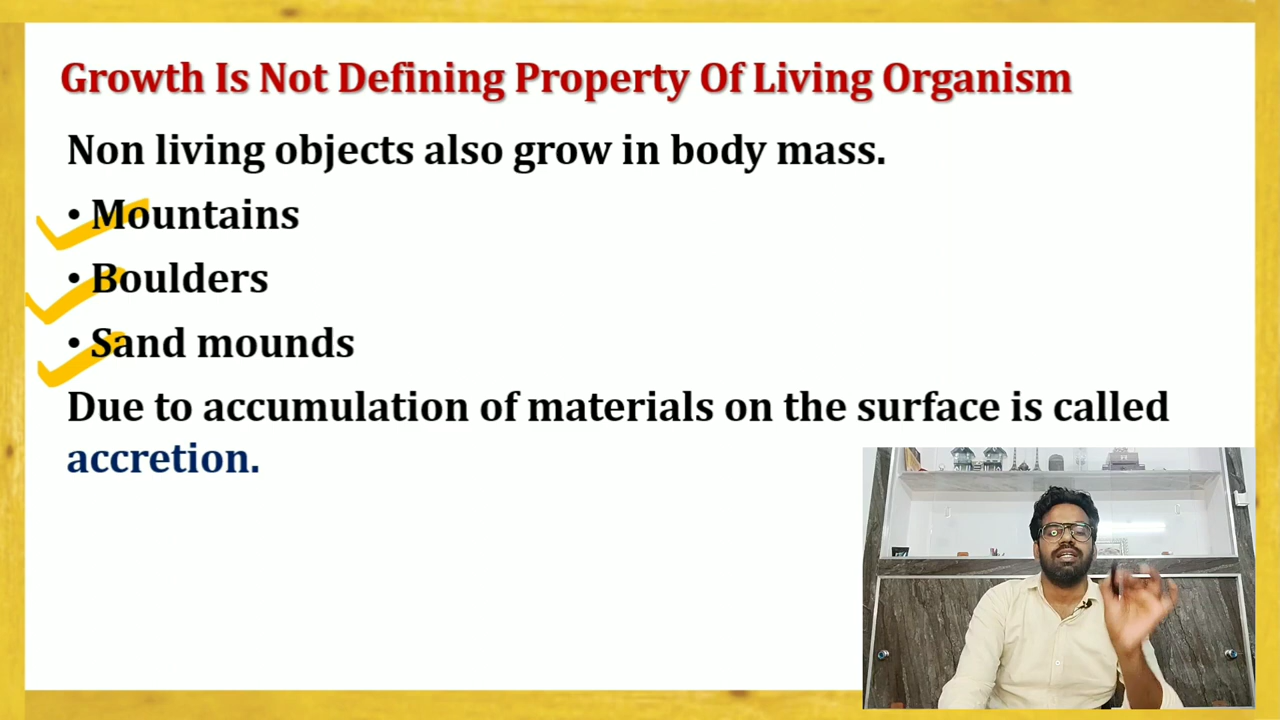 Growth Is Not Defining Property Of Living Organism
Non living objects also grow in body mass.
• Mountains
• Boulders
• Sand mounds
Due to accumulation of materials on the surface is called
accretion.